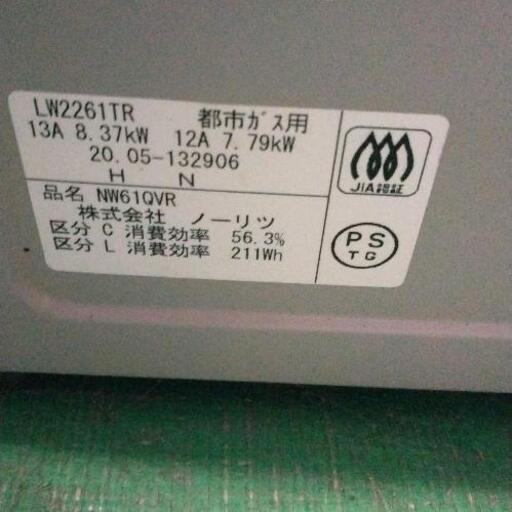 LW2261TR 都市ガス用
13A 8.37kW 12A 7.79kW
20.05-132906
H N
品名 NW61QVR
株式会社 ノーリツ
区分 C 消費効率 56.3%
区分 L 消費効率 211Wh
JIA認証
PS
TG